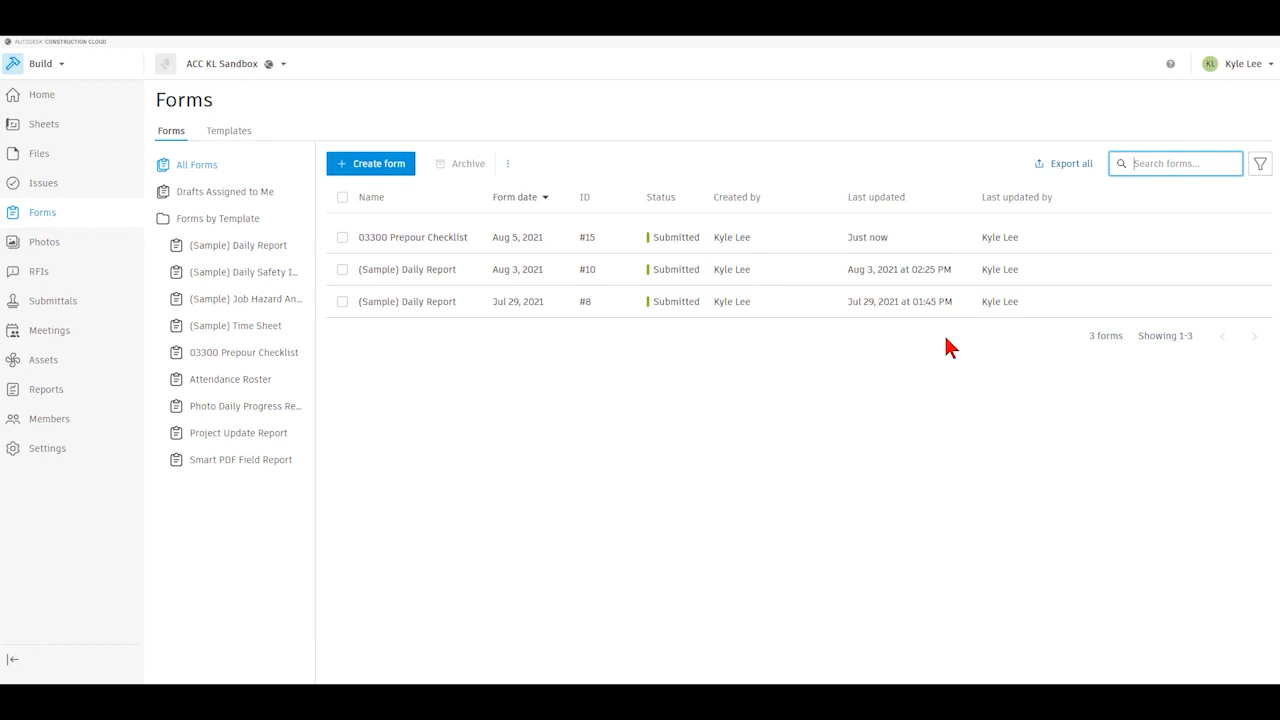 AUTODESK CONSTRUCTION CLOUD
Build
ACC KL Sandbox
KL
Kyle Lee
Home
Sheets
Files
Issues
Forms
Photos
RFIs
Submittals
Meetings
Assets
Reports
Members
Settings
Forms
Forms Templates
All Forms
Drafts Assigned to Me
Forms by Template
(Sample) Daily Report
(Sample) Daily Safety I...
(Sample) Job Hazard An...
(Sample) Time Sheet
03300 Prepour Checklist
Attendance Roster
Photo Daily Progress Re...
Project Update Report
Smart PDF Field Report
+ Create form Archive Export all Search forms...
Name Form date ID Status Created by Last updated Last updated by
03300 Prepour Checklist Aug 5, 2021 #15 Submitted Kyle Lee Just now Kyle Lee
(Sample) Daily Report Aug 3, 2021 #10 Submitted Kyle Lee Aug 3, 2021 at 02:25 PM Kyle Lee
(Sample) Daily Report Jul 29, 2021 #8 Submitted Kyle Lee Jul 29, 2021 at 01:45 PM Kyle Lee
3 forms Showing 1-3